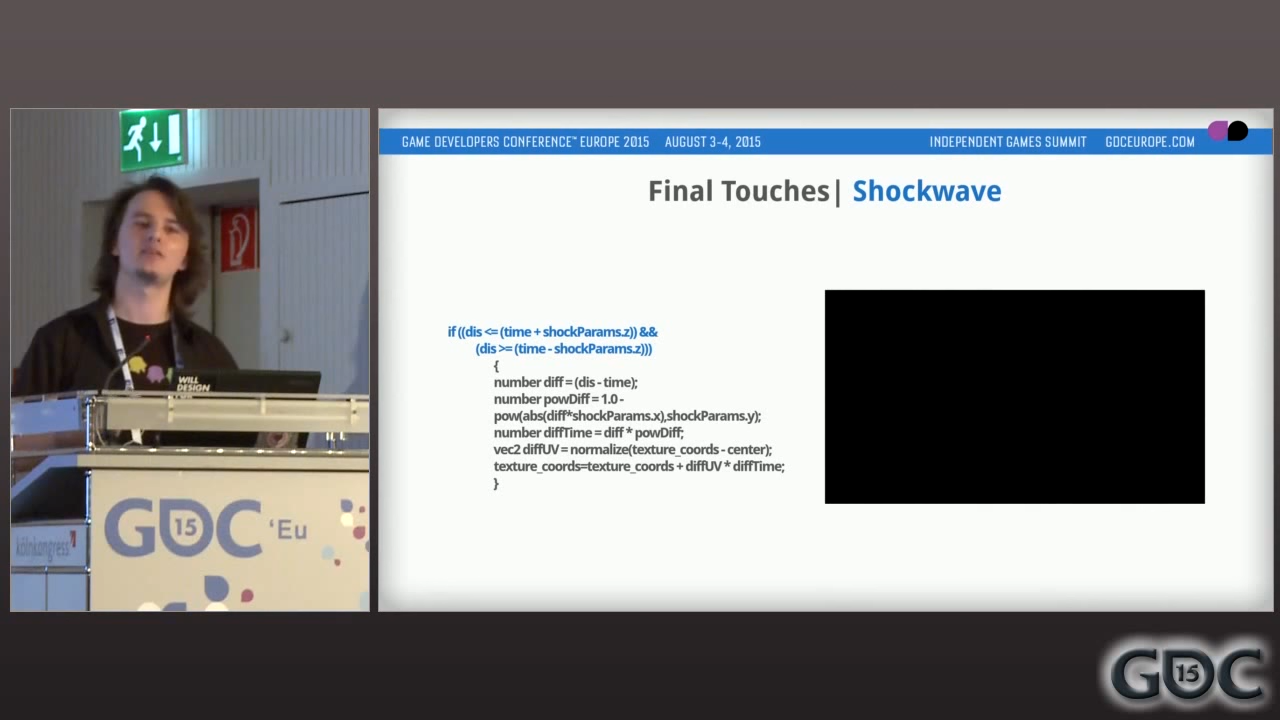 GAME DEVELOPERS CONFERENCE™ EUROPE 2015 AUGUST 3-4, 2015 INDEPENDENT GAMES SUMMIT GDCEUROPE.COM
Final Touches| Shockwave
if ((dis <= (time + shockParams.z)) &&
(dis >= (time - shockParams.z)))
{
number diff = (dis - time);
number powDiff = 1.0 -
pow(abs(diff*shockParams.x),shockParams.y);
number diffTime = diff * powDiff;
vec2 diffUV = normalize(texture_coords - center);
texture_coords=texture_coords + diffUV * diffTime;
}
WILL
DESIGN
GDC 15 'Eu
kölnkongress
GDC 15